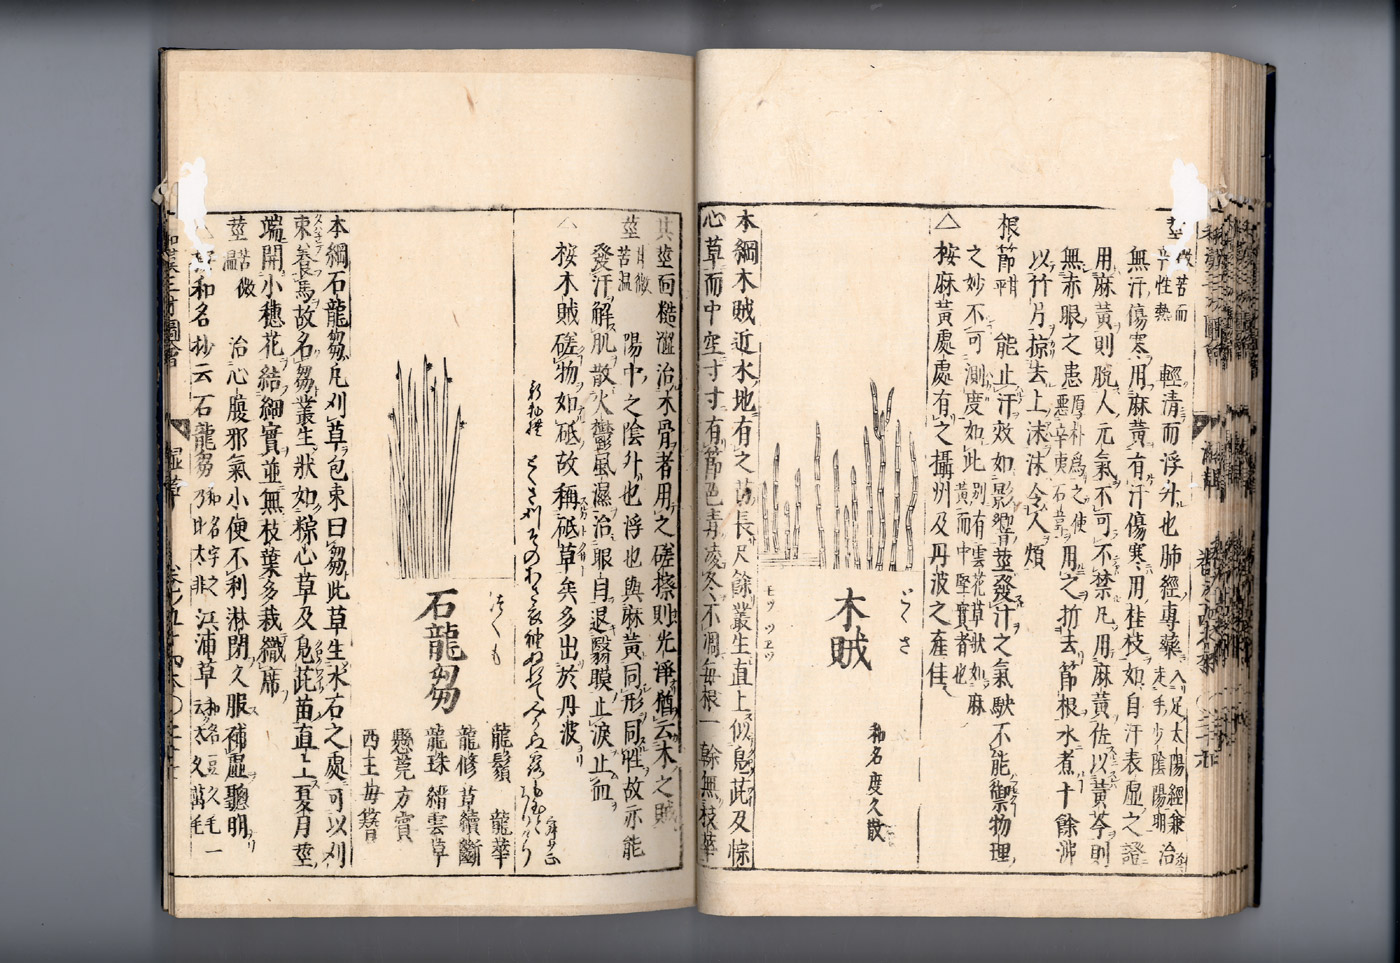 莖 微苦而辛性熱 輕清而浮升也肺經專藥 入足太陽經兼走手少陰陽明 治
無汗傷寒用麻黃有汗傷寒用桂枝如自汗表虛之證
用麻黃則脫人元氣不可不禁凡用麻黃佐以黃芩則
無赤眼之患 厚朴爲之使惡辛夷石韋 用之折去節根水煮十餘沸
以竹片掠去上沫沫令人煩
根節 平甘 能止汗效如影響莖發汗之氣駃不能禦物理
之妙不可測度如此 別有雲花草狀如麻黃而中堅實者也
△按麻黃處處有之攝州及丹波之產佳
とくさ
木賊
モツ ツエツ
和名度久散
本綱木賊近水地有之苗長尺餘叢生直上似鳬茈及悰
心草而中空寸寸有節色青凌冬不凋每根一幹無枝葉
其莖面糙澀治木骨者用之磋擦則光淨猶云木之賊
莖 甘微苦温 陽中之陰升也浮也與麻黃同形同性故亦能
發汗解肌散火鬱風濕治眼目退翳膜止淚止血
△按木賊磋物如砥故稱砥草矣多出於丹波
石龍芻
龍鬚 龍華
龍修 草續斷
龍珠 縉雲草
懸莞 方賓
西王母簪
本綱石龍芻凡刈草包束曰芻此草生水石之處可以刈
束養馬故名芻叢生狀如粽心草及鳬茈苗直上夏月莖
端開小穗花結細實並無枝葉多栽織席
莖 苦微温 治心腹邪氣小便不利淋閉久服補虛聰明
和名抄云石龍芻